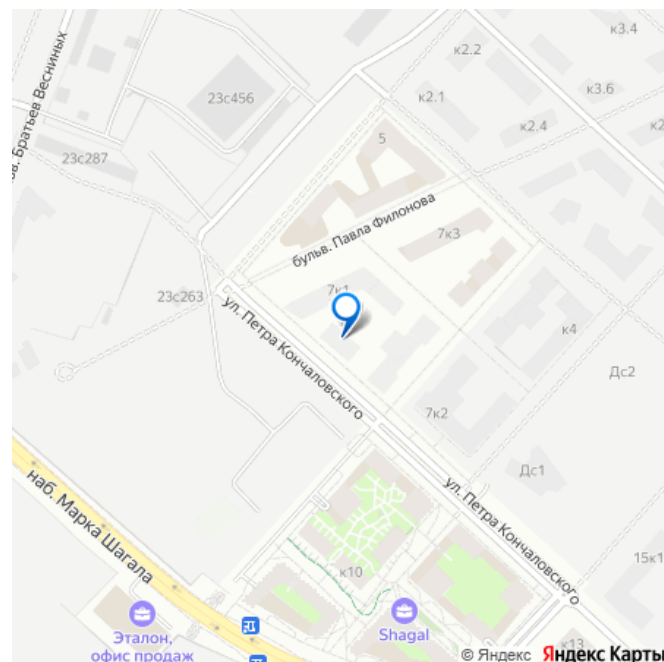 к3.4
к2.2
наб. Братьев Весниных
23с456
к2.1
к3.6
к2.4
5
23с287
бульв. Павла Филонова
7к3
23с263
7к1
к4
ул. Петра Кончаловского
Дс2
7к2
Дс1
наб. Марка Шагала
ул. Петра Кончаловского
15к1
к10
Эталон,
офис продаж
Shagal
к13
© Яндекс Яндекс Карты